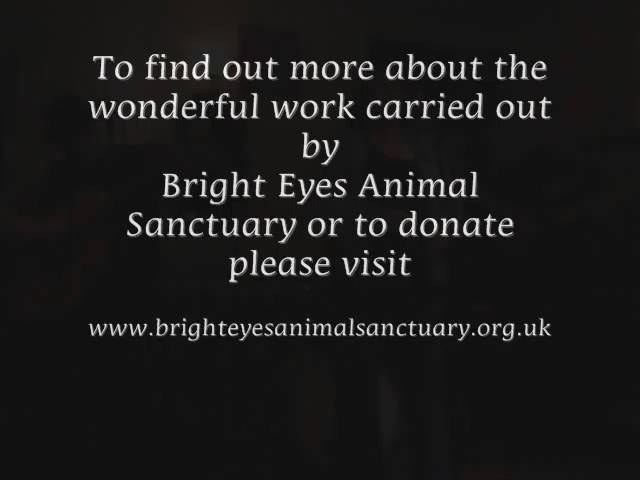 To find out more about the
wonderful work carried out
by
Bright Eyes Animal
Sanctuary or to donate
please visit
www.brighteyesanimalsanctuary.org.uk